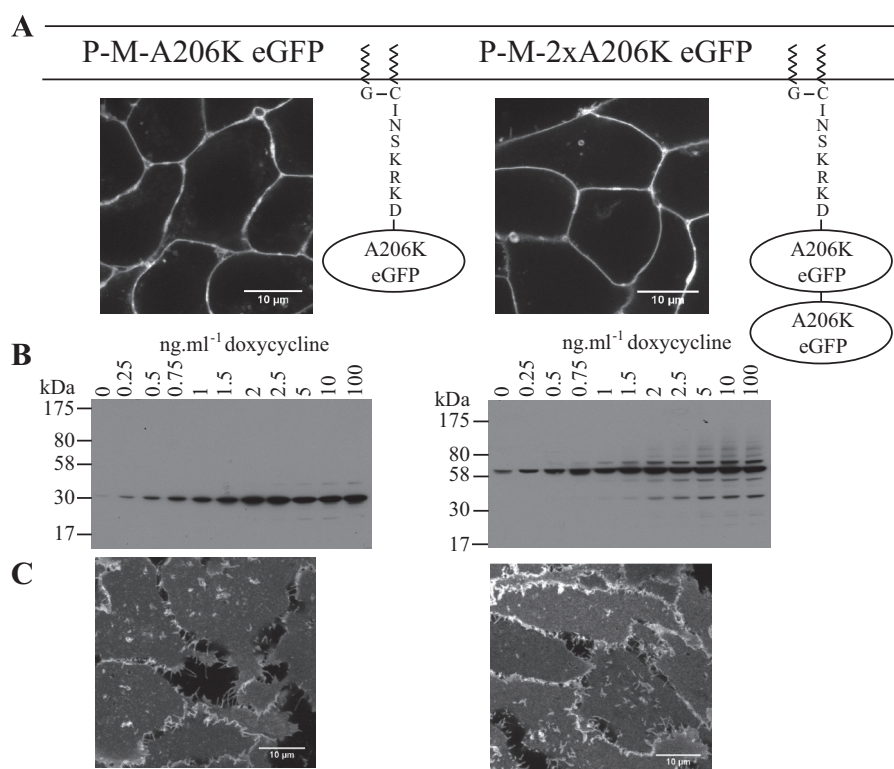 A
P-M-A206K eGFP
G – C
I
N
S
K
R
K
D
A206K
eGFP
10 μm
P-M-2xA206K eGFP
G – C
I
N
S
K
R
K
D
A206K
eGFP
A206K
eGFP
10 μm
B
ng.ml-1 doxycycline
kDa
0 0.25 0.5 0.75 1 1.5 2 2.5 5 10 100
175
80
58
30
17
ng.ml-1 doxycycline
kDa
0 0.25 0.5 0.75 1 1.5 2 2.5 5 10 100
175
80
58
30
17
C
10 μm
10 μm